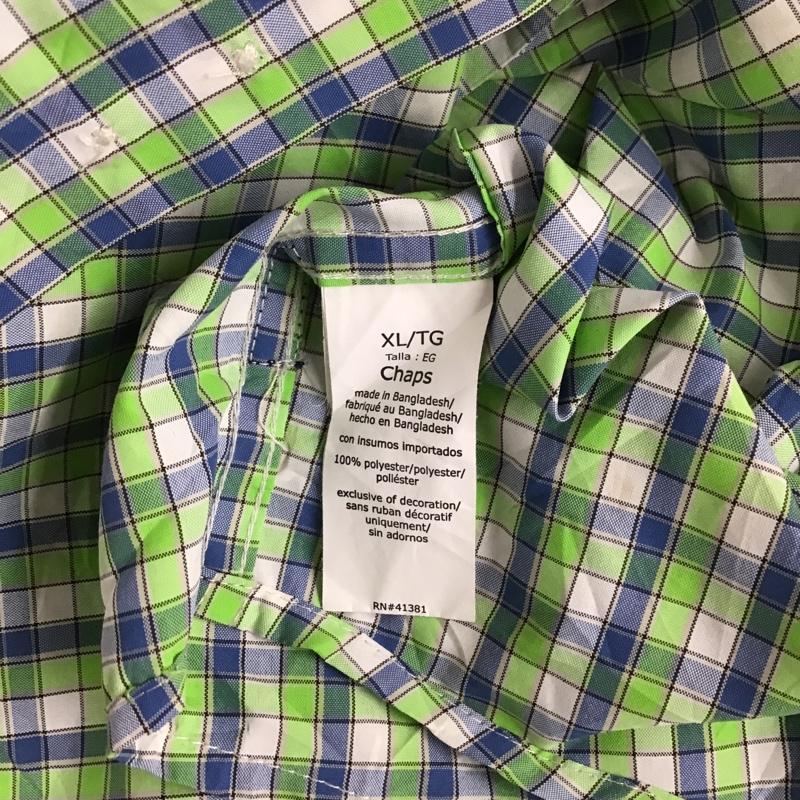 XL/TG
Talla : EG
Chaps
made in Bangladesh/
fabriqué au Bangladesh/
hecho en Bangladesh
con insumos importados
100% polyester/polyester/
poliéster
exclusive of decoration/
sans ruban décoratif
uniquement/
sin adornos
RN#41381